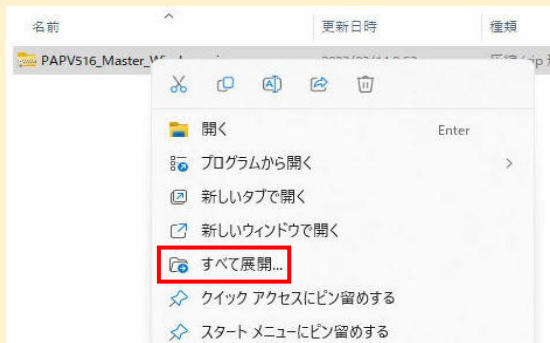 名前 更新日時 種類
PAPV516_Master_
開く Enter
プログラムから開く
新しいタブで開く
新しいウィンドウで開く
すべて展開...
クイック アクセスにピン留めする
スタート メニューにピン留めする